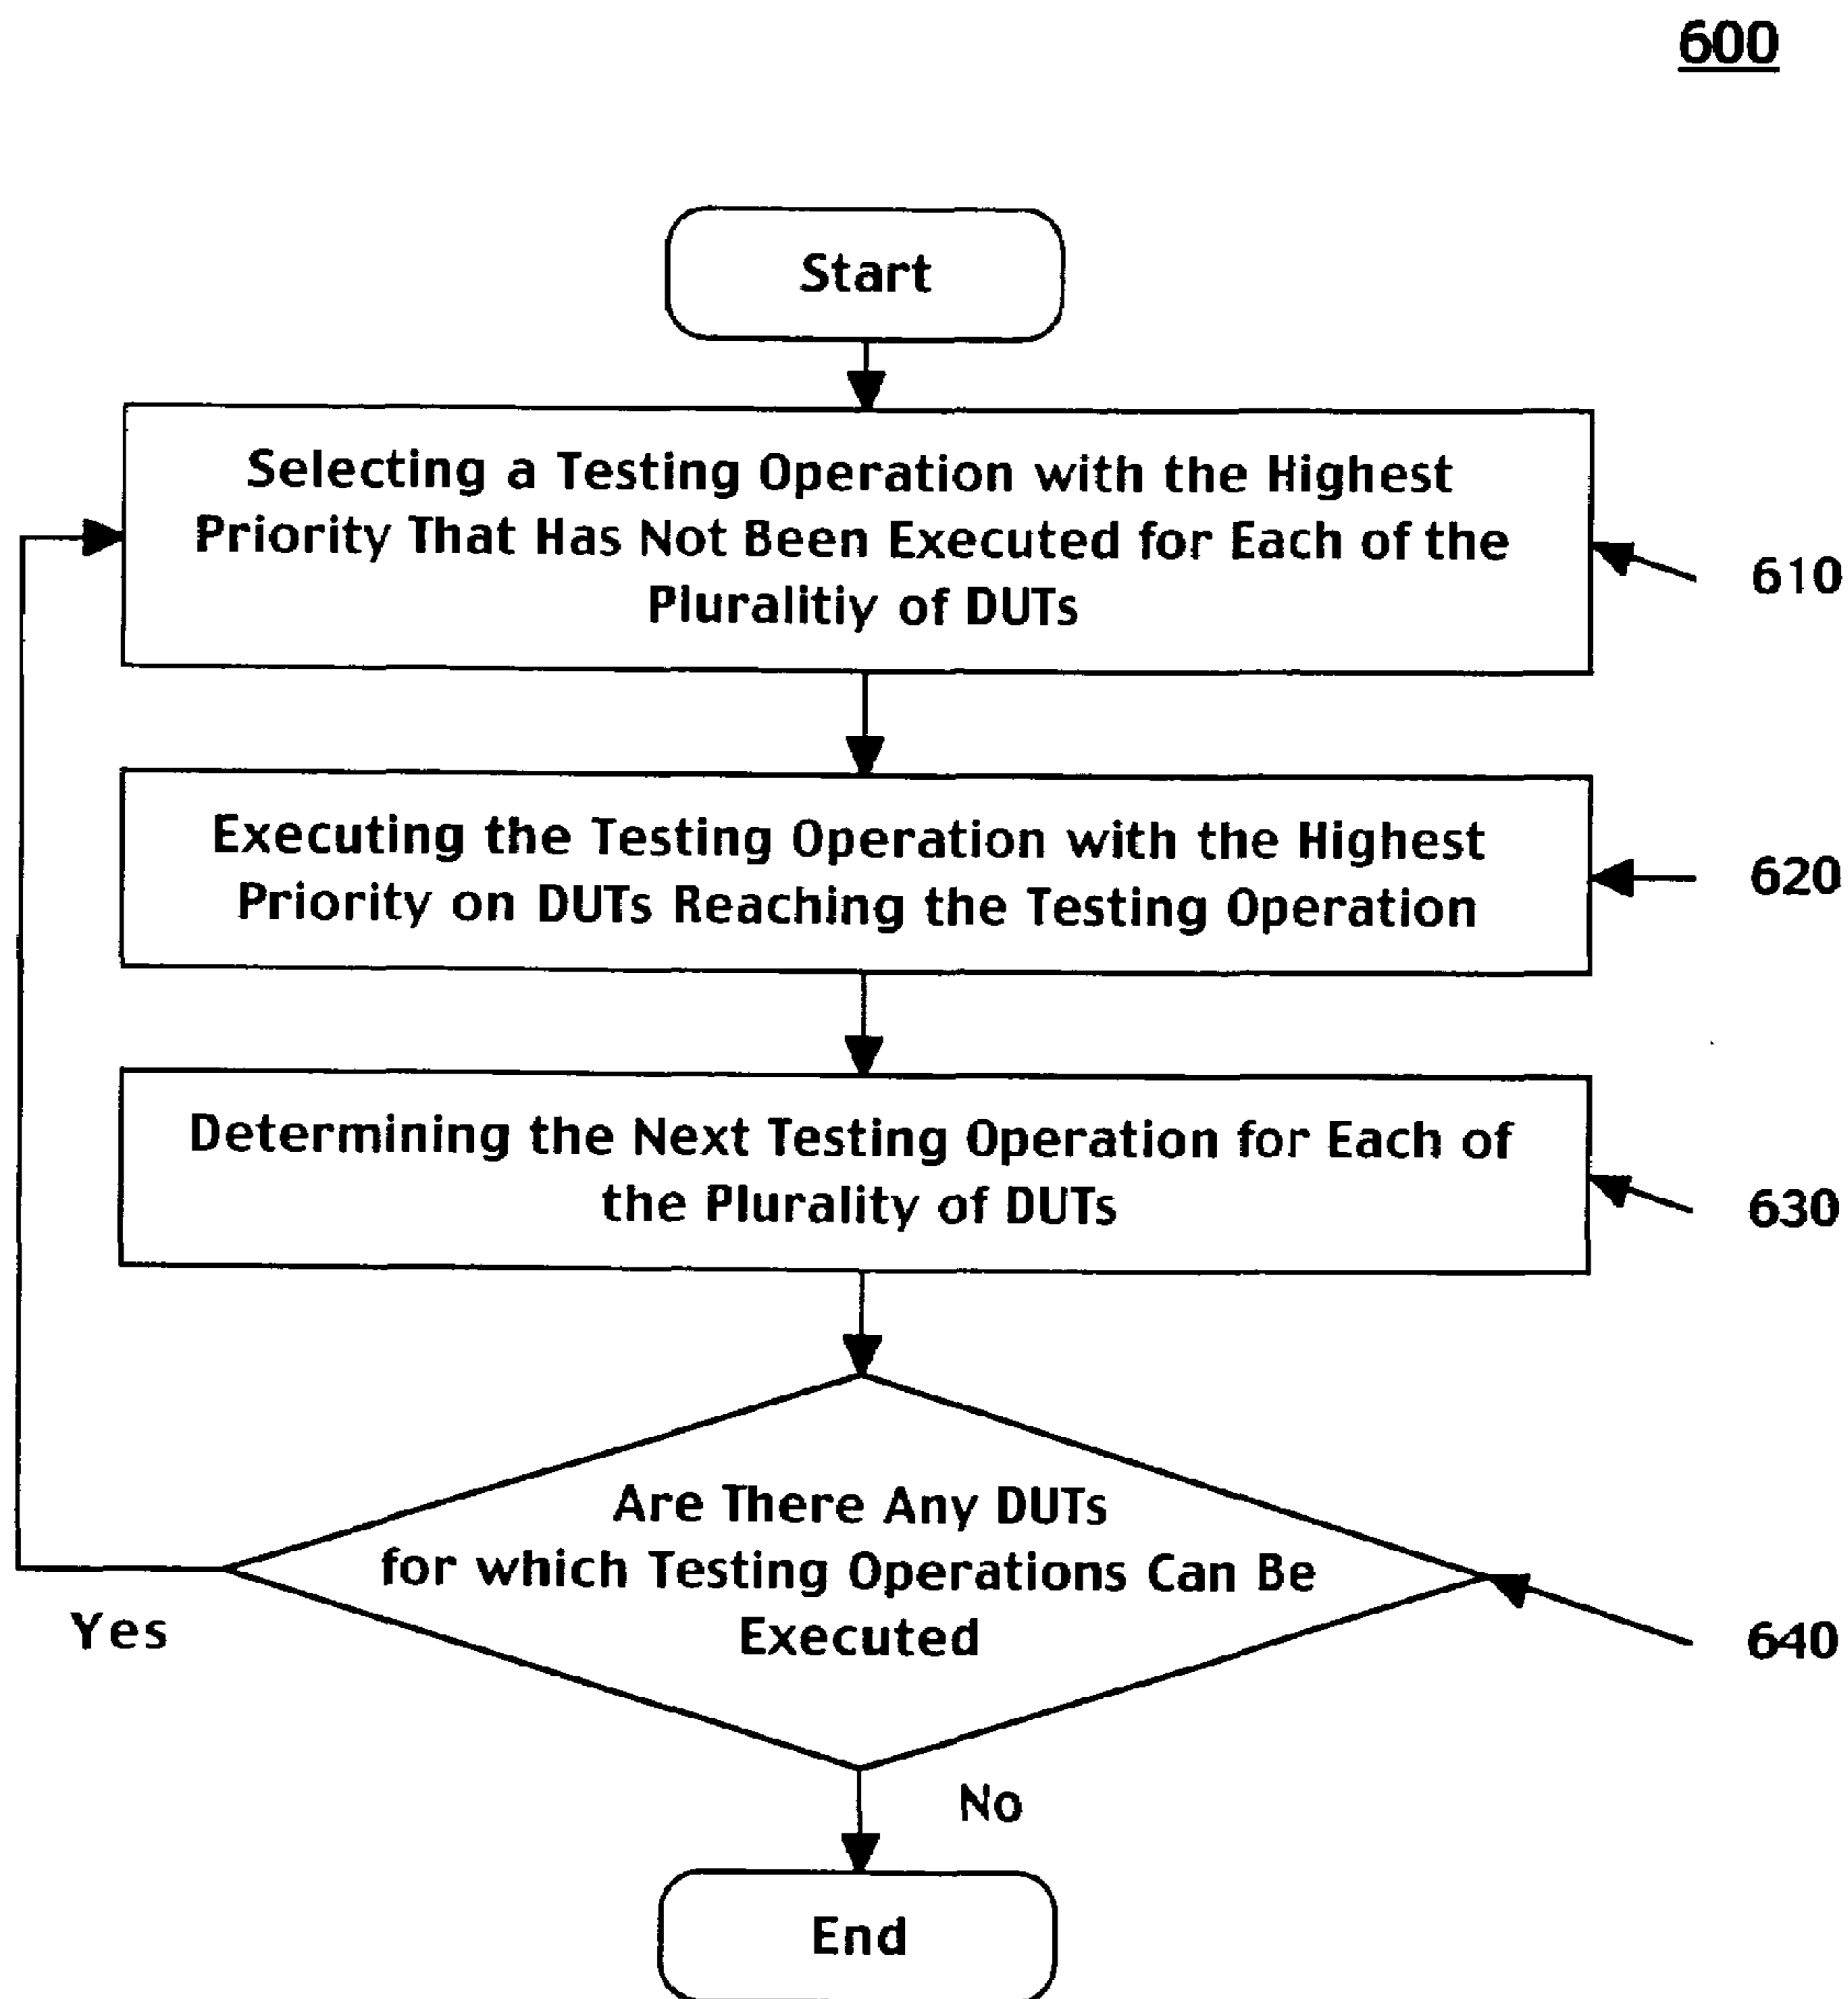 600
Start
Selecting a Testing Operation with the Highest
Priority That Has Not Been Executed for Each of the
Pluralitiy of DUTs
610
Executing the Testing Operation with the Highest
Priority on DUTs Reaching the Testing Operation
620
Determining the Next Testing Operation for Each of
the Plurality of DUTs
630
Are There Any DUTs
for which Testing Operations Can Be
Executed
640
Yes
No
End